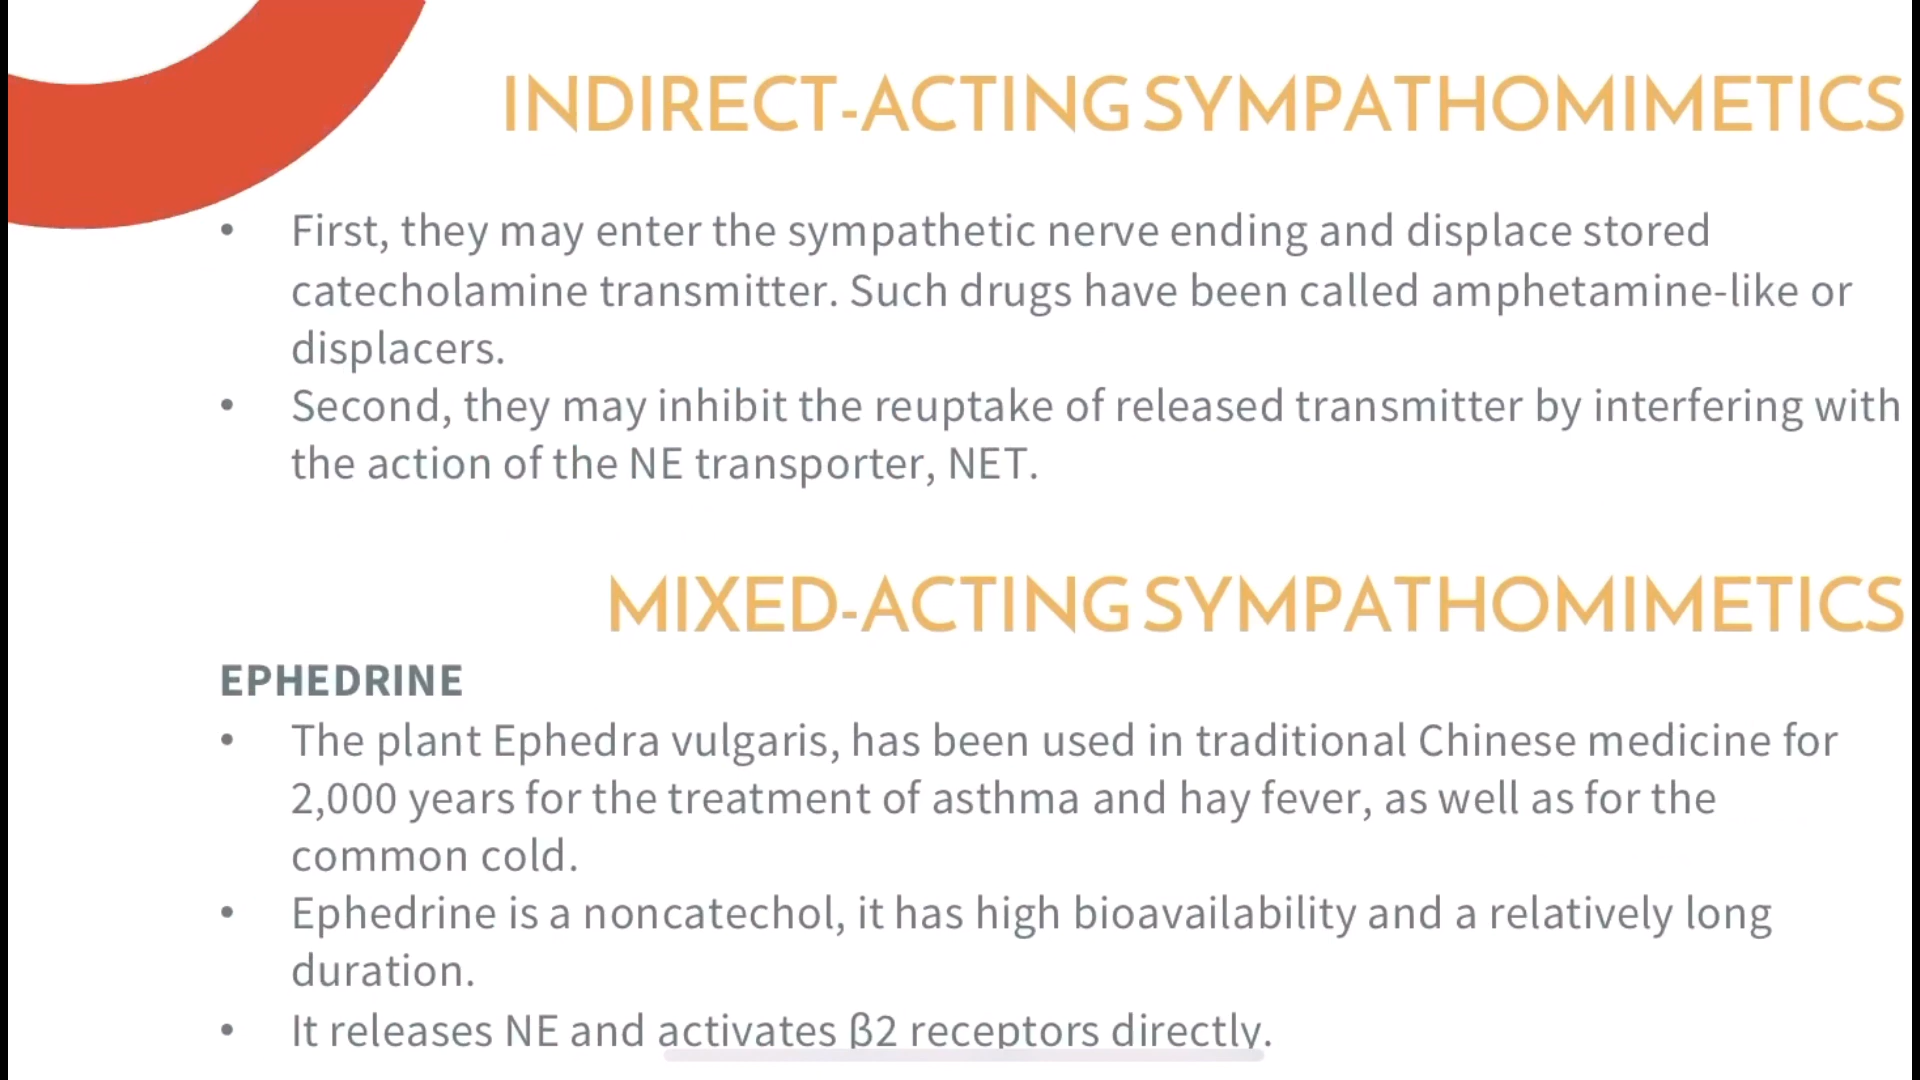 INDIRECT-ACTING SYMPATHOMIMETICS
• First, they may enter the sympathetic nerve ending and displace stored
catecholamine transmitter. Such drugs have been called amphetamine-like or
displacers.
• Second, they may inhibit the reuptake of released transmitter by interfering with
the action of the NE transporter, NET.
MIXED-ACTING SYMPATHOMIMETICS
EPHEDRINE
• The plant Ephedra vulgaris, has been used in traditional Chinese medicine for
2,000 years for the treatment of asthma and hay fever, as well as for the
common cold.
• Ephedrine is a noncatechol, it has high bioavailability and a relatively long
duration.
• It releases NE and activates β2 receptors directly.